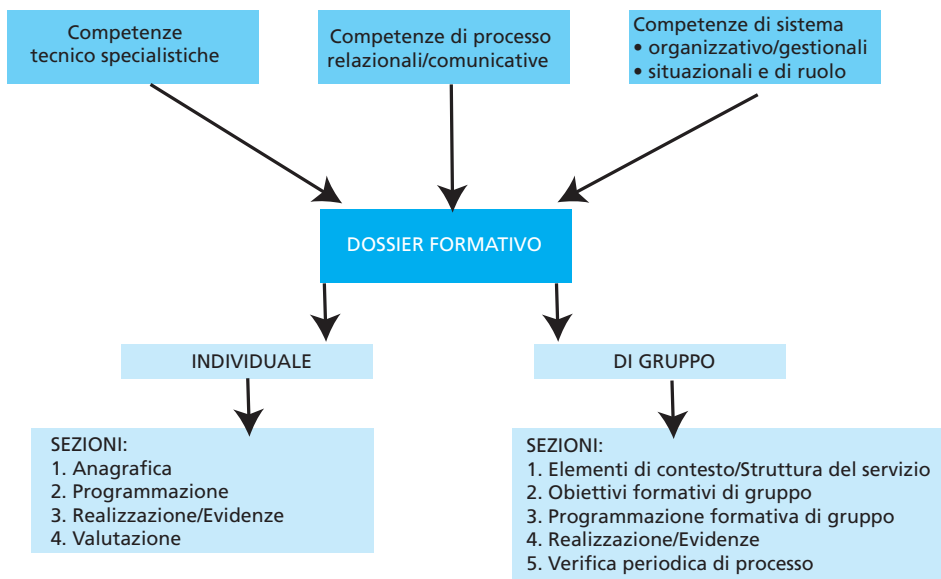 Competenze
tecnico specialistiche
Competenze di processo
relazionali/comunicative
Competenze di sistema
• organizzativo/gestionali
• situazionali e di ruolo
DOSSIER FORMATIVO
INDIVIDUALE
DI GRUPPO
SEZIONI:
1. Anagrafica
2. Programmazione
3. Realizzazione/Evidenze
4. Valutazione
SEZIONI:
1. Elementi di contesto/Struttura del servizio
2. Obiettivi formativi di gruppo
3. Programmazione formativa di gruppo
4. Realizzazione/Evidenze
5. Verifica periodica di processo